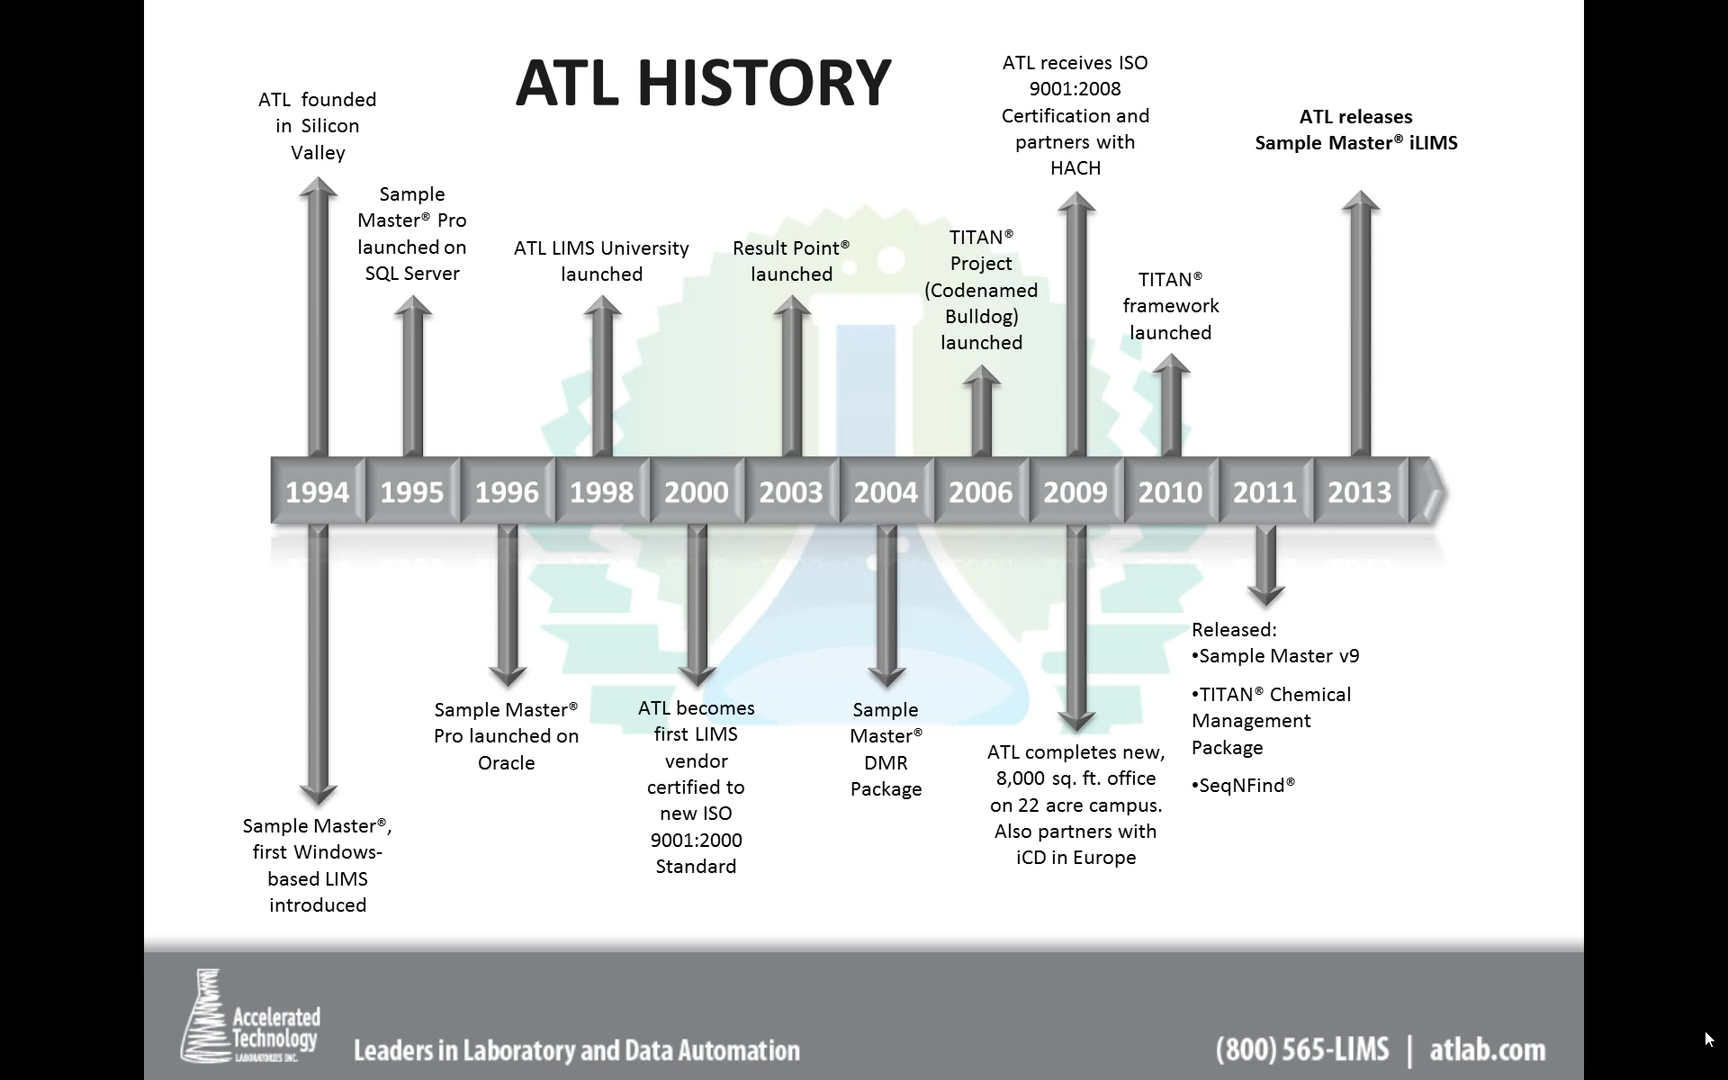 ATL HISTORY
ATL founded
in Silicon
Valley
Sample
Master® Pro
launched on
SQL Server
ATL LIMS University
launched
Result Point®
launched
TITAN®
Project
(Codenamed
Bulldog)
launched
ATL receives ISO
9001:2008
Certification and
partners with
HACH
TITAN®
framework
launched
ATL releases
Sample Master® iLIMS
1994 1995 1996 1998 2000 2003 2004 2006 2009 2010 2011 2013
Sample Master®,
first Windows-
based LIMS
introduced
Sample Master®
Pro launched on
Oracle
ATL becomes
first LIMS
vendor
certified to
new ISO
9001:2000
Standard
Sample
Master®
DMR
Package
ATL completes new,
8,000 sq. ft. office
on 22 acre campus.
Also partners with
iCD in Europe
Released:
•Sample Master v9
•TITAN® Chemical
Management
Package
•SeqNFind®
Accelerated
Technology
LABORATORIES INC.
Leaders in Laboratory and Data Automation
(800) 565-LIMS | atlab.com